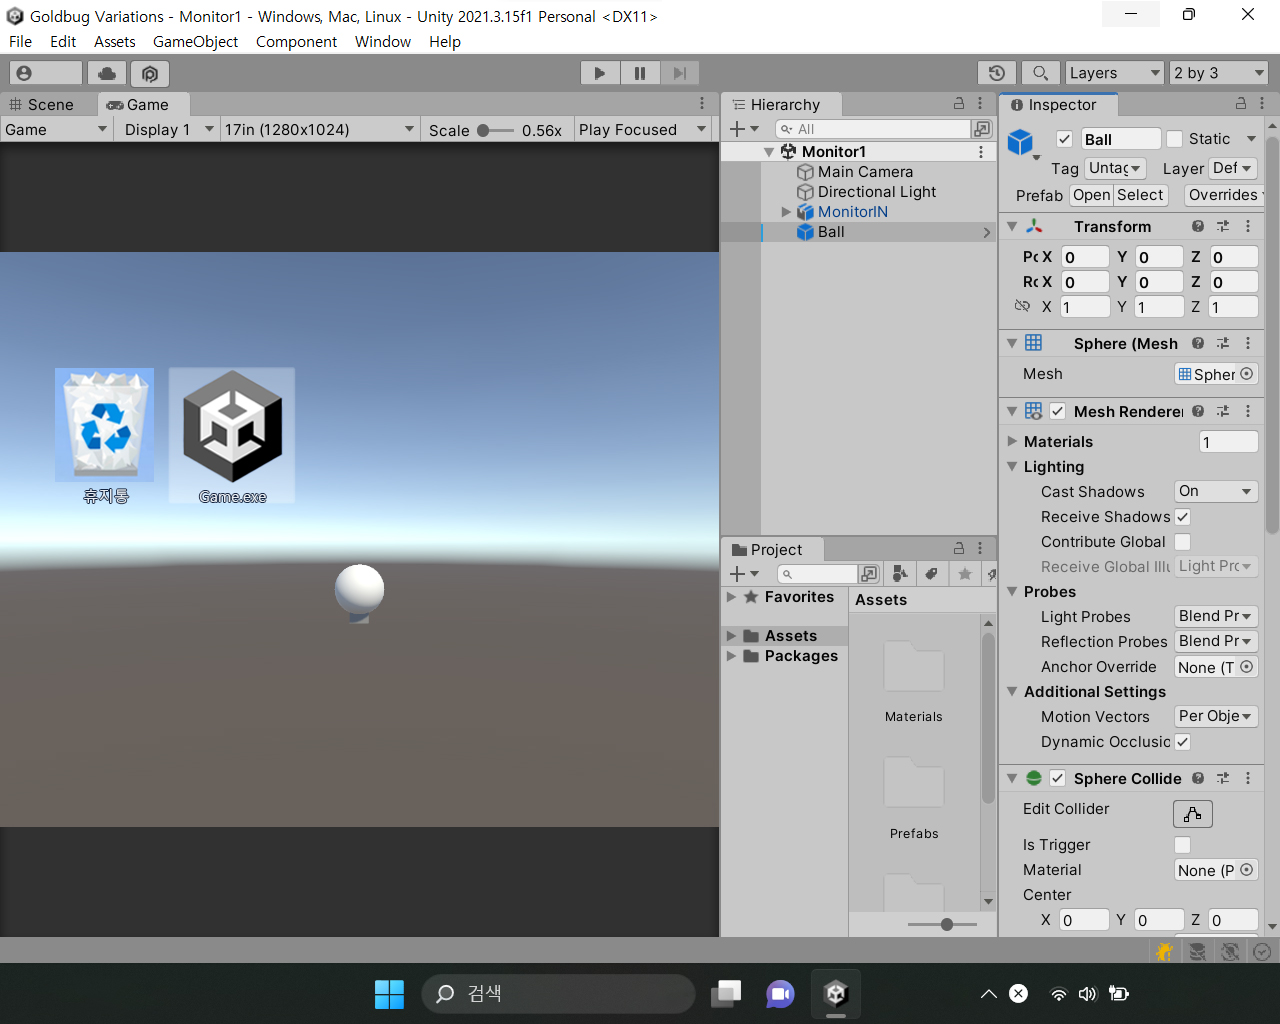 Goldbug Variations - Monitor1 - Windows, Mac, Linux - Unity 2021.3.15f1 Personal <DX11>
File Edit Assets GameObject Component Window Help
Layers 2 by 3
Scene Game
Game Display 1 17in (1280x1024) Scale 0.56x Play Focused
휴지통
Game.exe
Hierarchy
All
Monitor1
Main Camera
Directional Light
MonitorIN
Ball
Project
Favorites
Assets
Packages
Assets
Materials
Prefabs
Inspector
Ball Static
Tag Untag Layer Def
Prefab Open Select Overrides
Transform
Po X 0 Y 0 Z 0
Ro X 0 Y 0 Z 0
X 1 Y 1 Z 1
Sphere (Mesh
Mesh Spher
Mesh Renderer
Materials 1
Lighting
Cast Shadows On
Receive Shadows
Contribute Global
Receive Global Illu Light Pro
Probes
Light Probes Blend Pr
Reflection Probes Blend Pr
Anchor Override None (T
Additional Settings
Motion Vectors Per Obje
Dynamic Occlusio
Sphere Collide
Edit Collider
Is Trigger
Material None (P
Center
X 0 Y 0 Z 0
검색